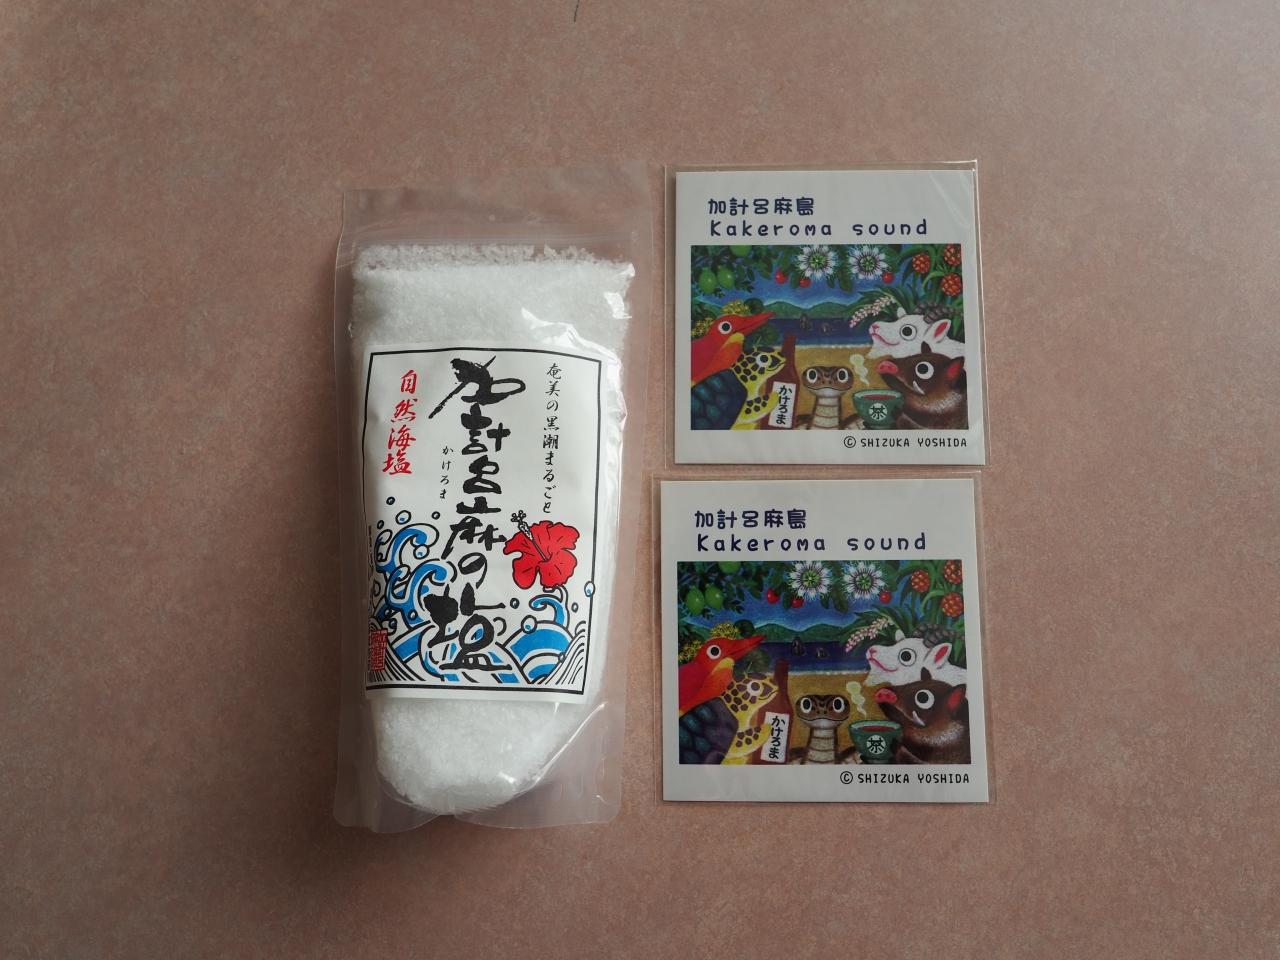 奄美の黒潮まるごと
加計呂麻の塩
かけろま
自然海塩
加計呂麻島
Kakeroma sound
かけろま
茶
© SHIZUKA YOSHIDA
加計呂麻島
Kakeroma sound
かけろま
茶
© SHIZUKA YOSHIDA